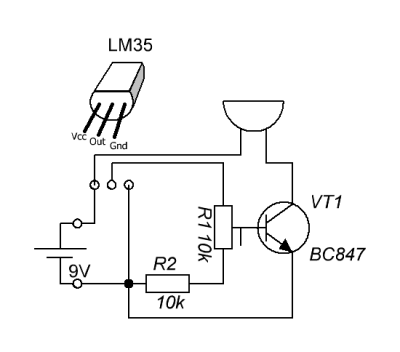 LM35
Vcc Out Gnd
VT1
R1 10k
BC847
R2
9V
10k